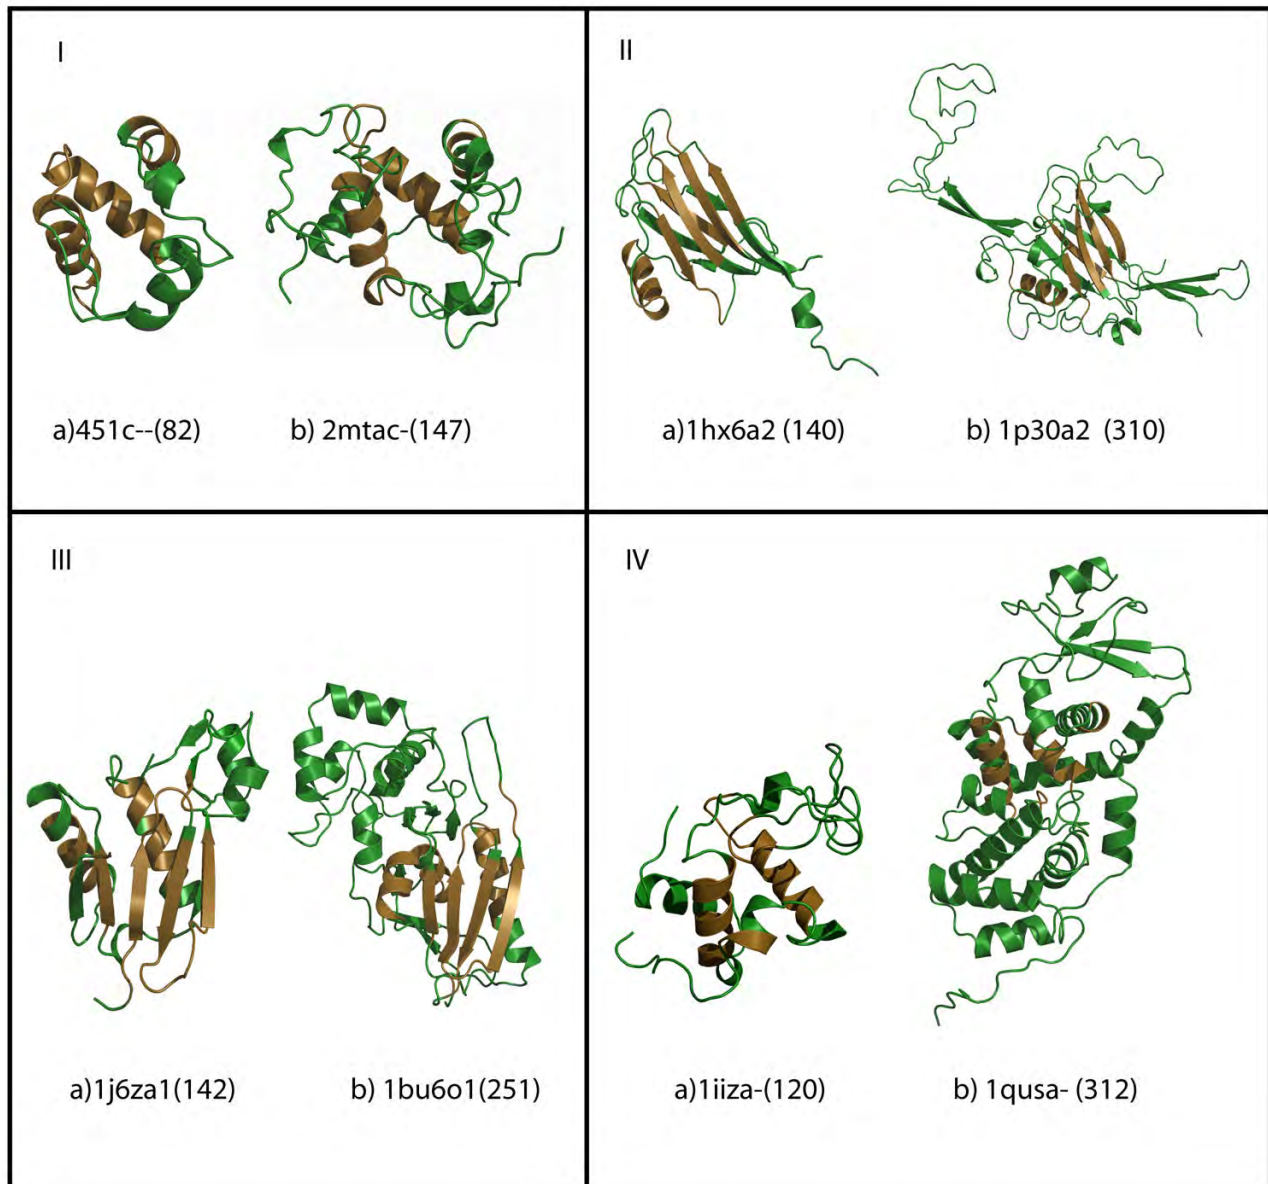 I
II
a)451c--(82)
b) 2mtac-(147)
a)1hx6a2 (140)
b) 1p30a2 (310)
III
IV
a)1j6za1(142)
b) 1bu6o1(251)
a)1iiza-(120)
b) 1qusa- (312)